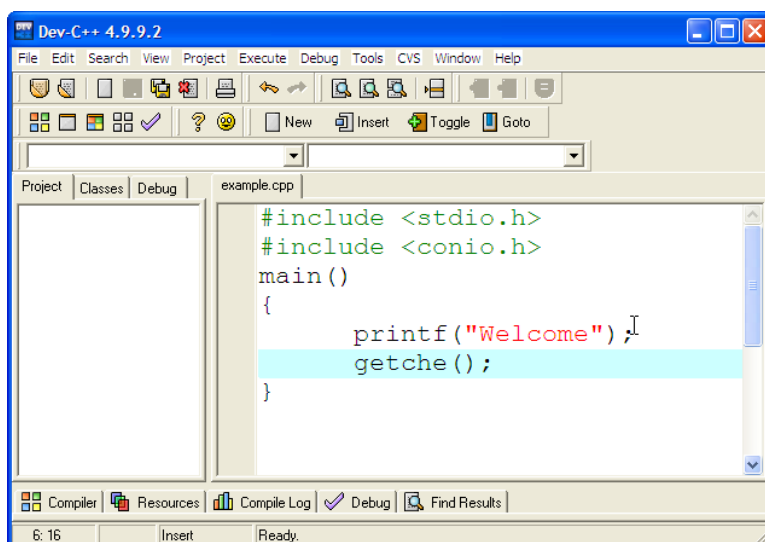 Dev-C++ 4.9.9.2
File Edit Search View Project Execute Debug Tools CVS Window Help
New Insert Toggle Goto
Project Classes Debug example.cpp
#include <stdio.h>
#include <conio.h>
main()
{
printf("Welcome");
getche();
}
Compiler Resources Compile Log Debug Find Results
6: 16 Insert Ready.